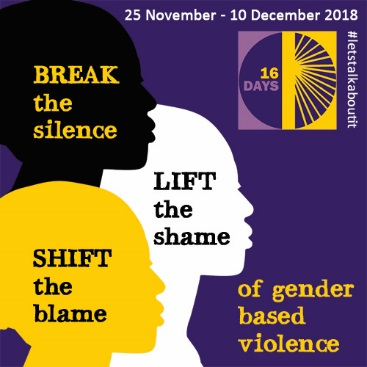 25 November - 10 December 2018
#letstalkaboutit
16
DAYS
BREAK
the
silence
LIFT
the
shame
SHIFT
the
blame
of gender
based
violence